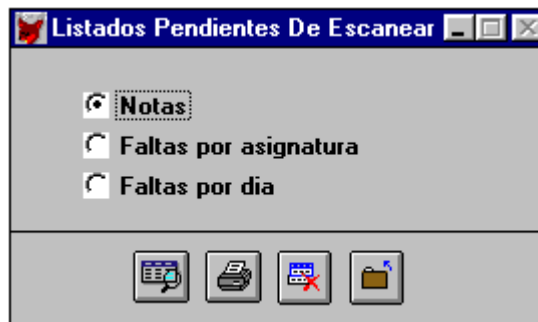 Listados Pendientes De Escanear
Notas
Faltas por asignatura
Faltas por dia